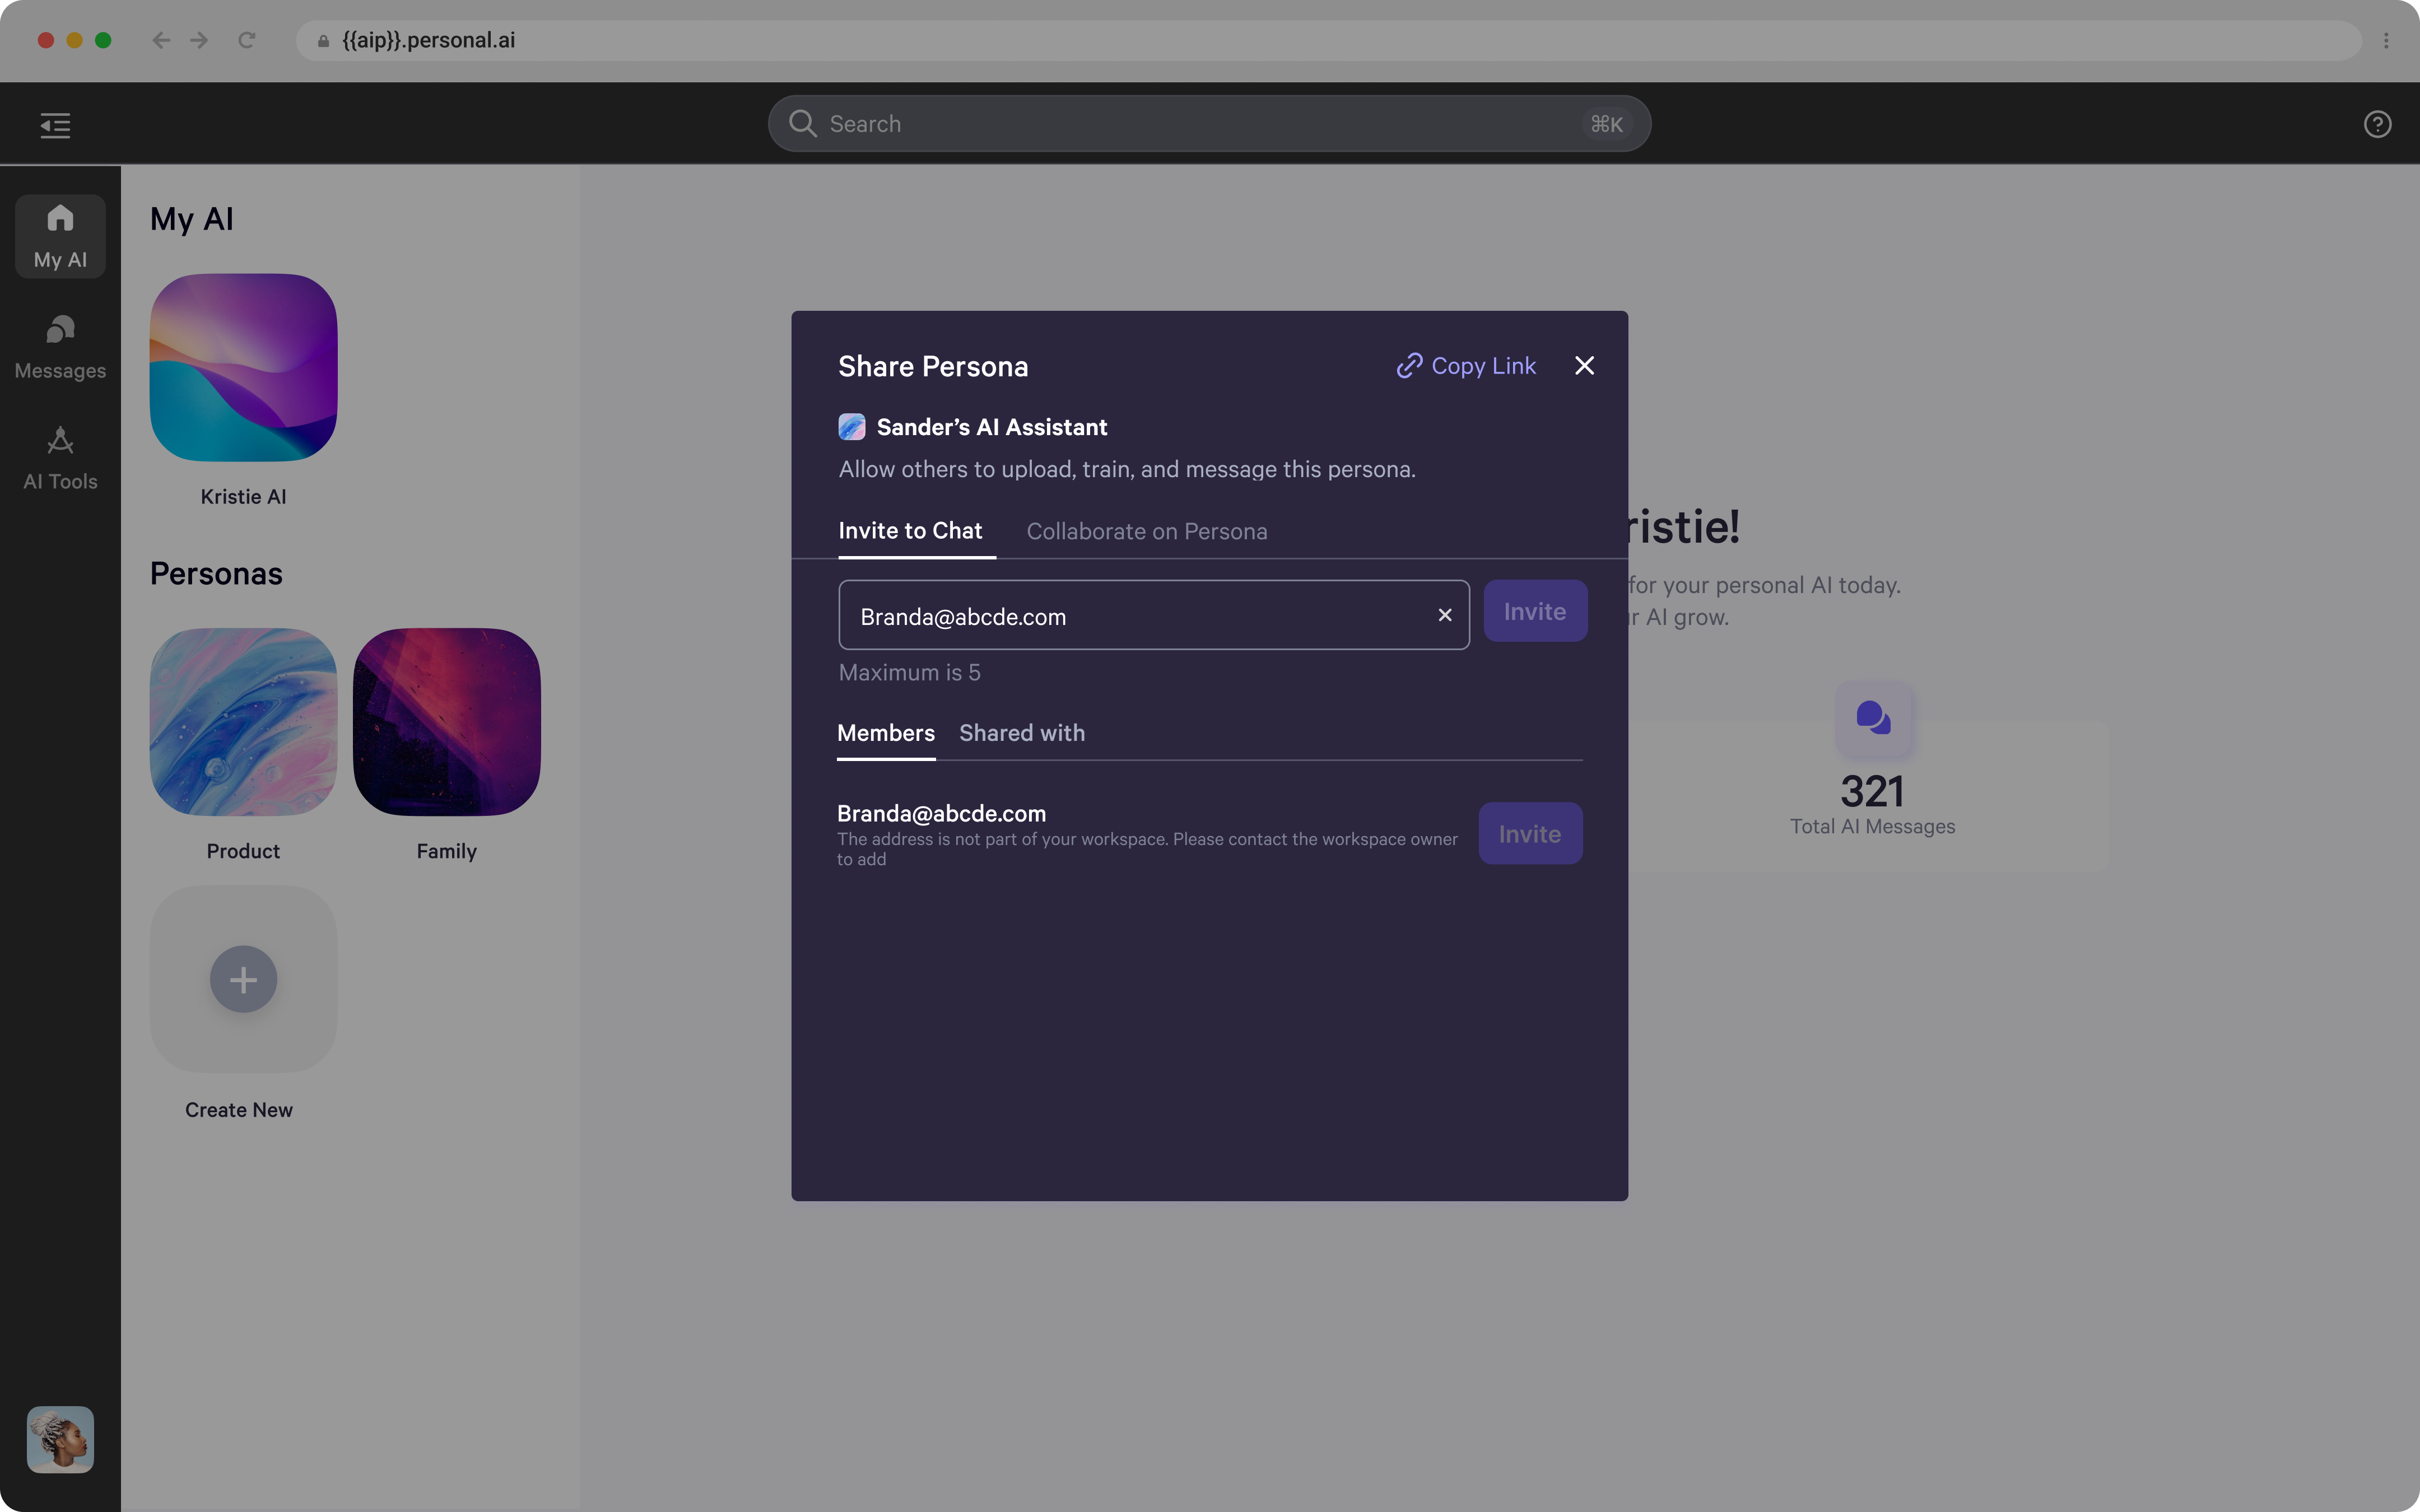 {{aip}}.personal.ai
Search
⌘K
My AI
Messages
AI Tools
My AI
Kristie AI
Personas
Product
Family
Create New
Share Persona
Copy Link
Sander’s AI Assistant
Allow others to upload, train, and message this persona.
Invite to Chat
Collaborate on Persona
Branda@abcde.com
Invite
Maximum is 5
Members
Shared with
Branda@abcde.com
The address is not part of your workspace. Please contact the workspace owner
to add
Invite
ristie!
for your personal AI today.
r AI grow.
321
Total AI Messages